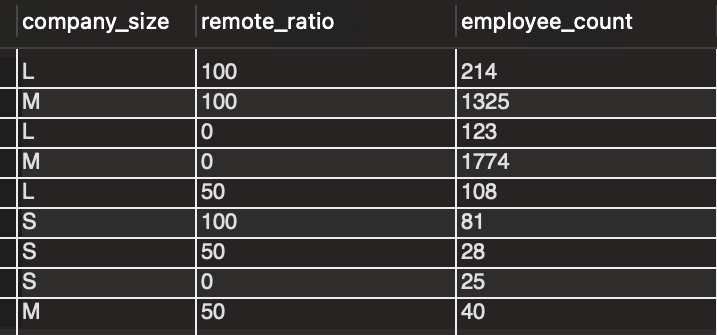 company_size remote_ratio employee_count
L 100 214
M 100 1325
L 0 123
M 0 1774
L 50 108
S 100 81
S 50 28
S 0 25
M 50 40